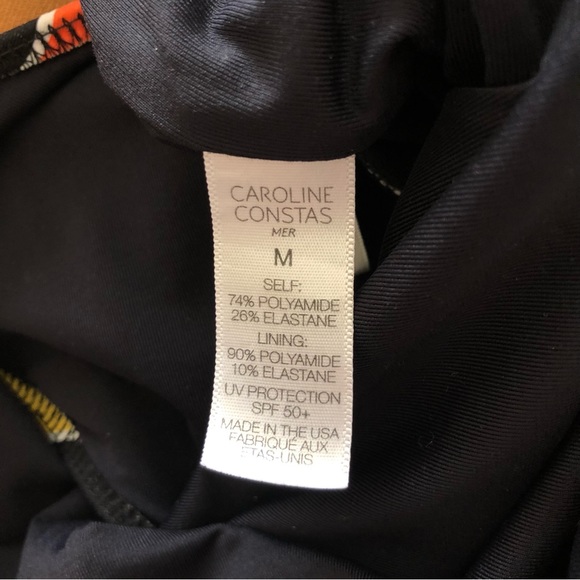 CAROLINE
CONSTAS
MER
M
SELF:
74% POLYAMIDE
26% ELASTANE
LINING:
90% POLYAMIDE
10% ELASTANE
UV PROTECTION
SPF 50+
MADE IN THE USA
FABRIQUÉ AUX
ETAS-UNIS